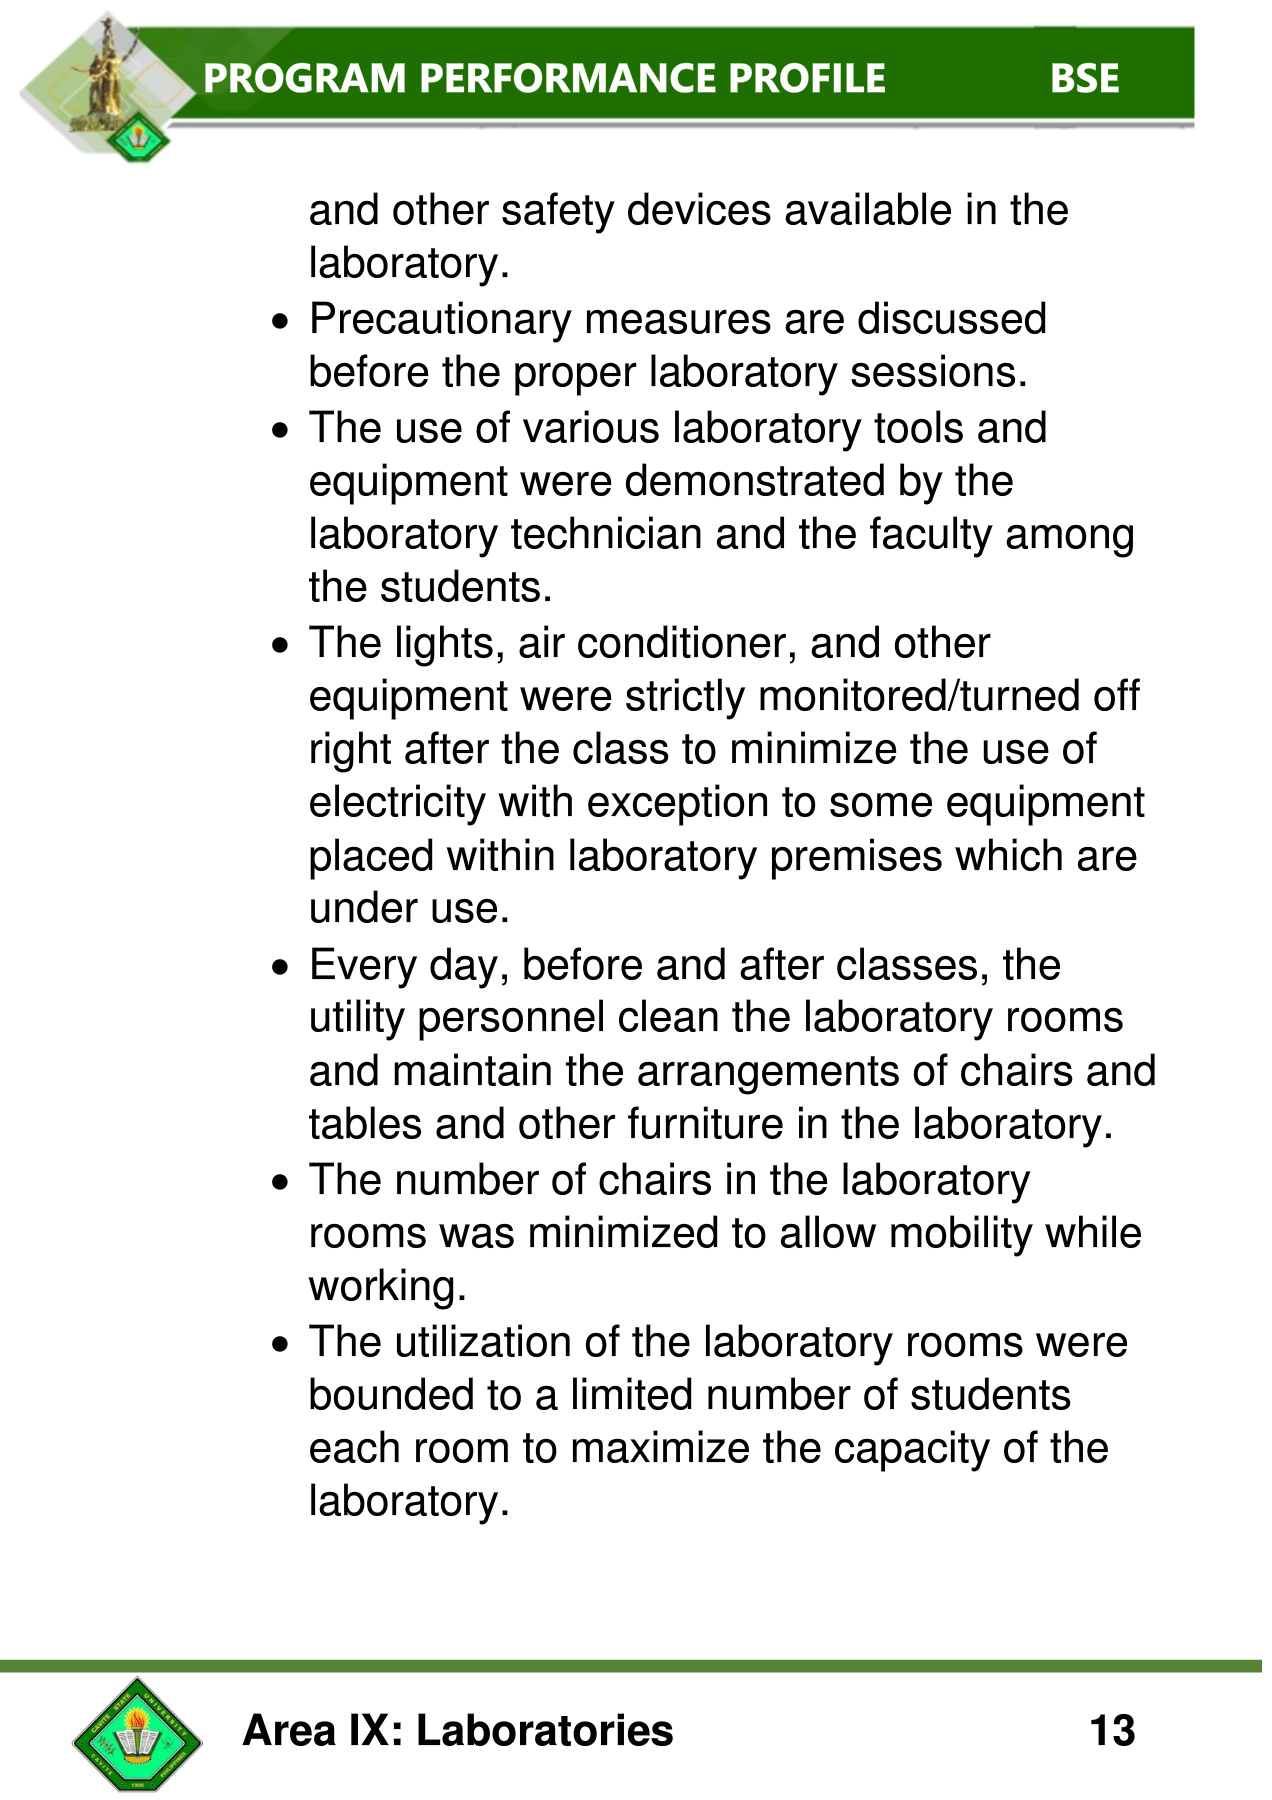 PROGRAM PERFORMANCE PROFILE BSE
and other safety devices available in the
laboratory.
• Precautionary measures are discussed
before the proper laboratory sessions.
• The use of various laboratory tools and
equipment were demonstrated by the
laboratory technician and the faculty among
the students.
• The lights, air conditioner, and other
equipment were strictly monitored/turned off
right after the class to minimize the use of
electricity with exception to some equipment
placed within laboratory premises which are
under use.
• Every day, before and after classes, the
utility personnel clean the laboratory rooms
and maintain the arrangements of chairs and
tables and other furniture in the laboratory.
• The number of chairs in the laboratory
rooms was minimized to allow mobility while
working.
• The utilization of the laboratory rooms were
bounded to a limited number of students
each room to maximize the capacity of the
laboratory.
CAVITE STATE UNIVERSITY
CAVITE PHILIPPINES
1906
Area IX: Laboratories 13